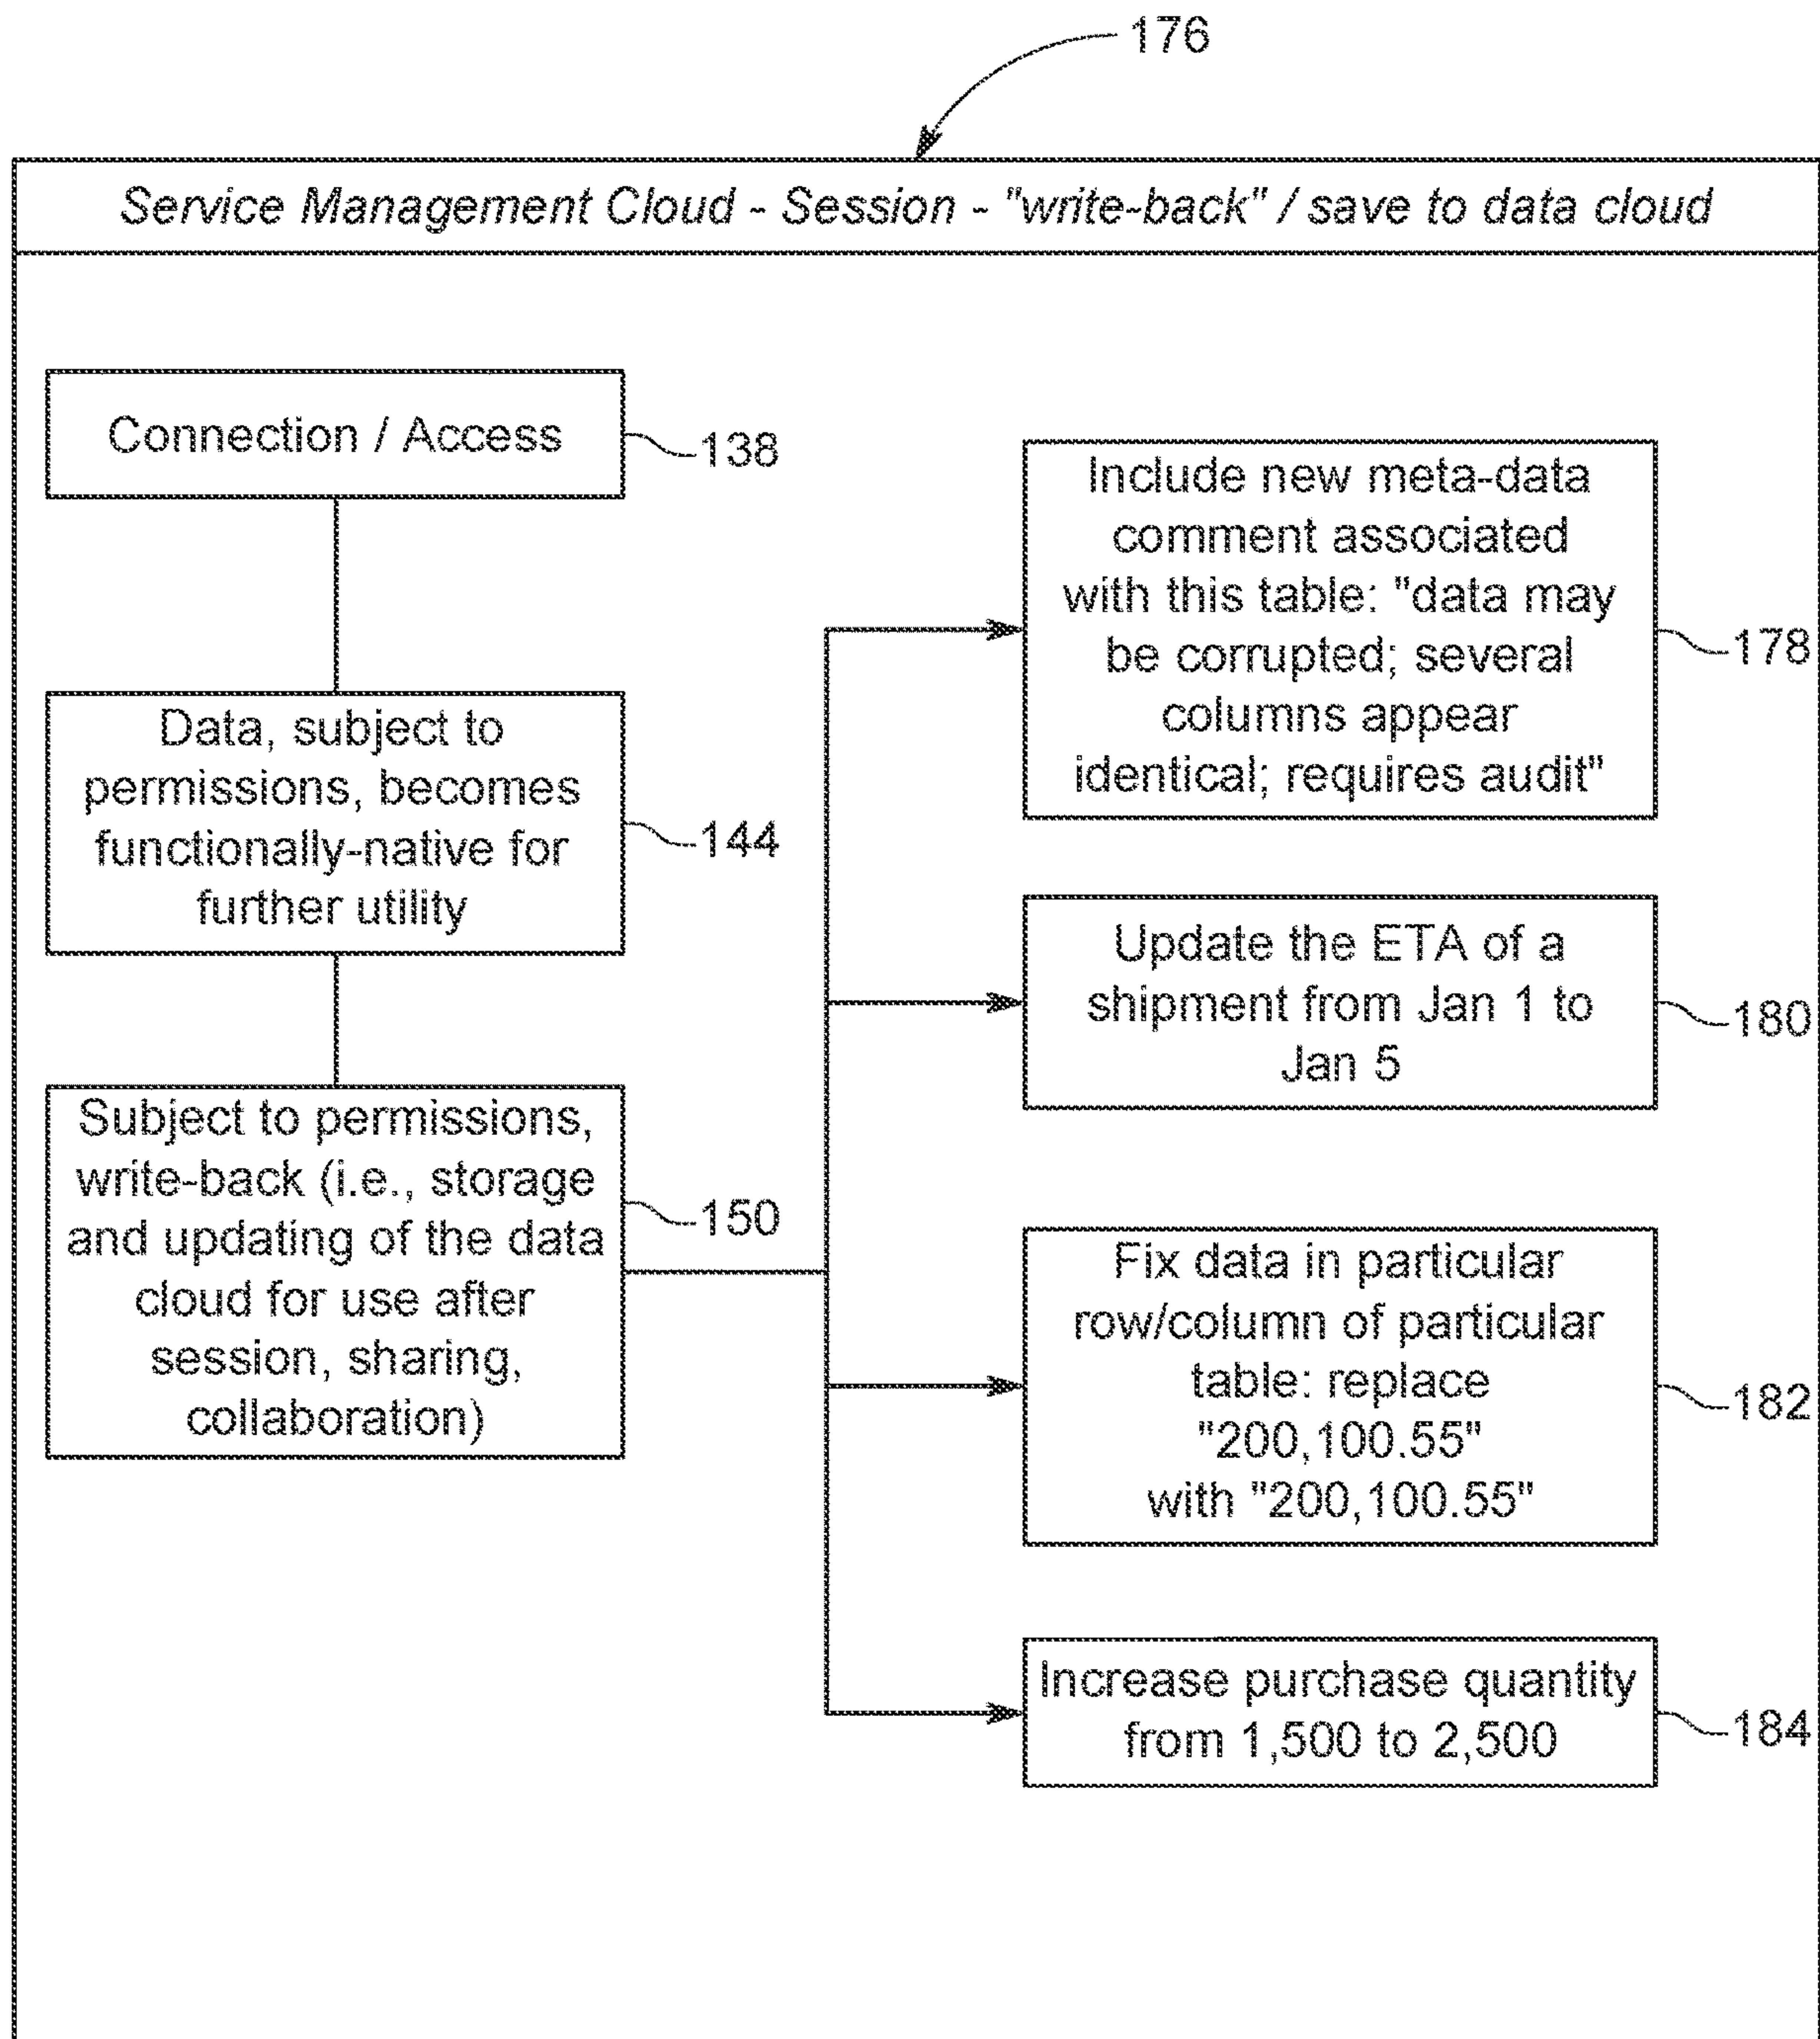 176
Service Management Cloud - Session - "write-back" / save to data cloud
Connection / Access
138
Data, subject to
permissions, becomes
functionally-native for
further utility
144
Subject to permissions,
write-back (i.e., storage
and updating of the data
cloud for use after
session, sharing,
collaboration)
150
Include new meta-data
comment associated
with this table: "data may
be corrupted; several
columns appear
identical; requires audit"
178
Update the ETA of a
shipment from Jan 1 to
Jan 5
180
Fix data in particular
row/column of particular
table: replace
"200,100.55"
with "200,100.55"
182
Increase purchase quantity
from 1,500 to 2,500
184